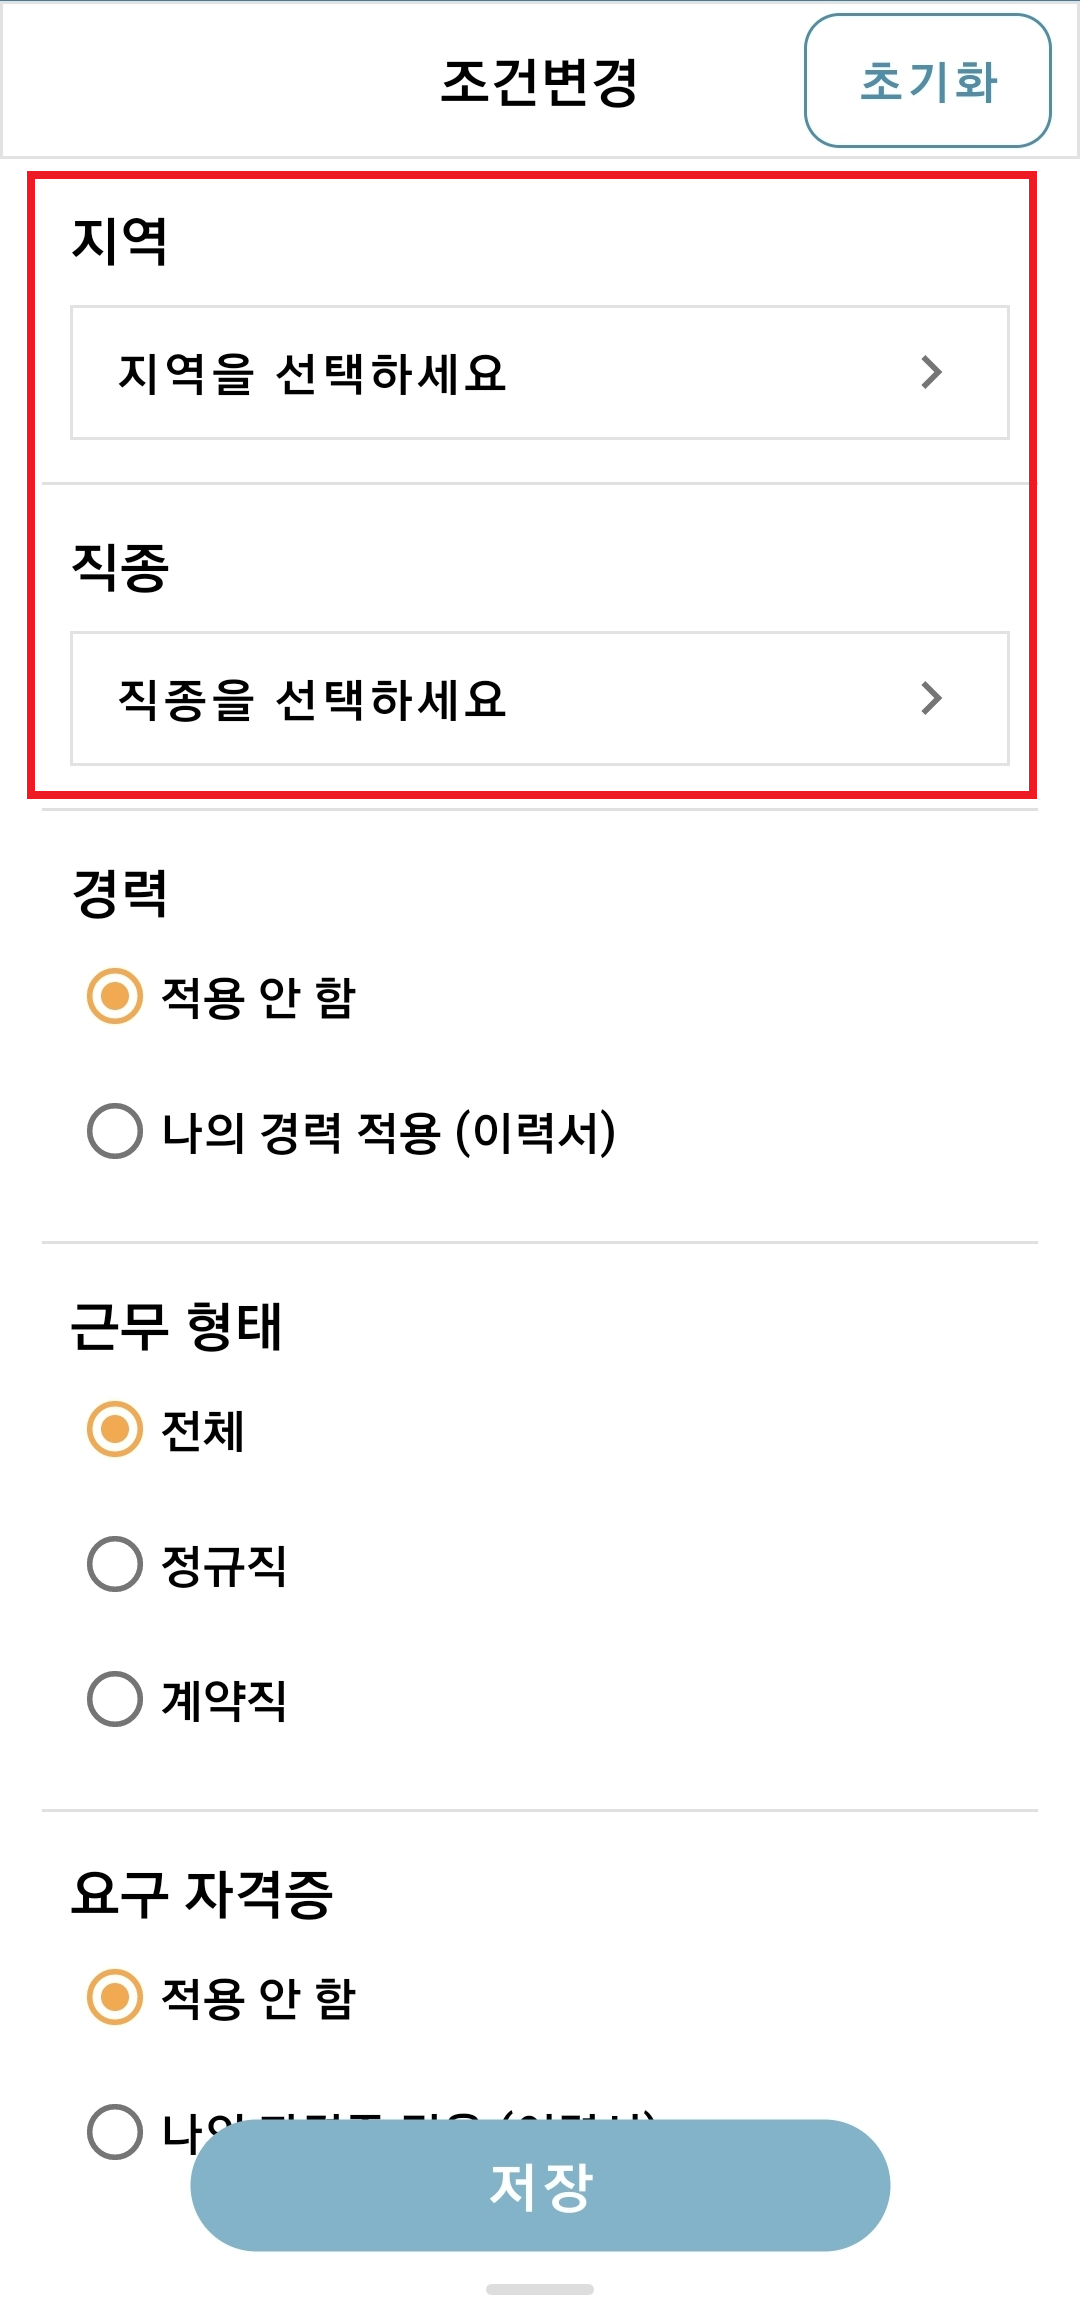 조건변경
초기화
지역
지역을 선택하세요
직종
직종을 선택하세요
경력
적용 안 함
나의 경력 적용 (이력서)
근무 형태
전체
정규직
계약직
요구 자격증
적용 안 함
저장